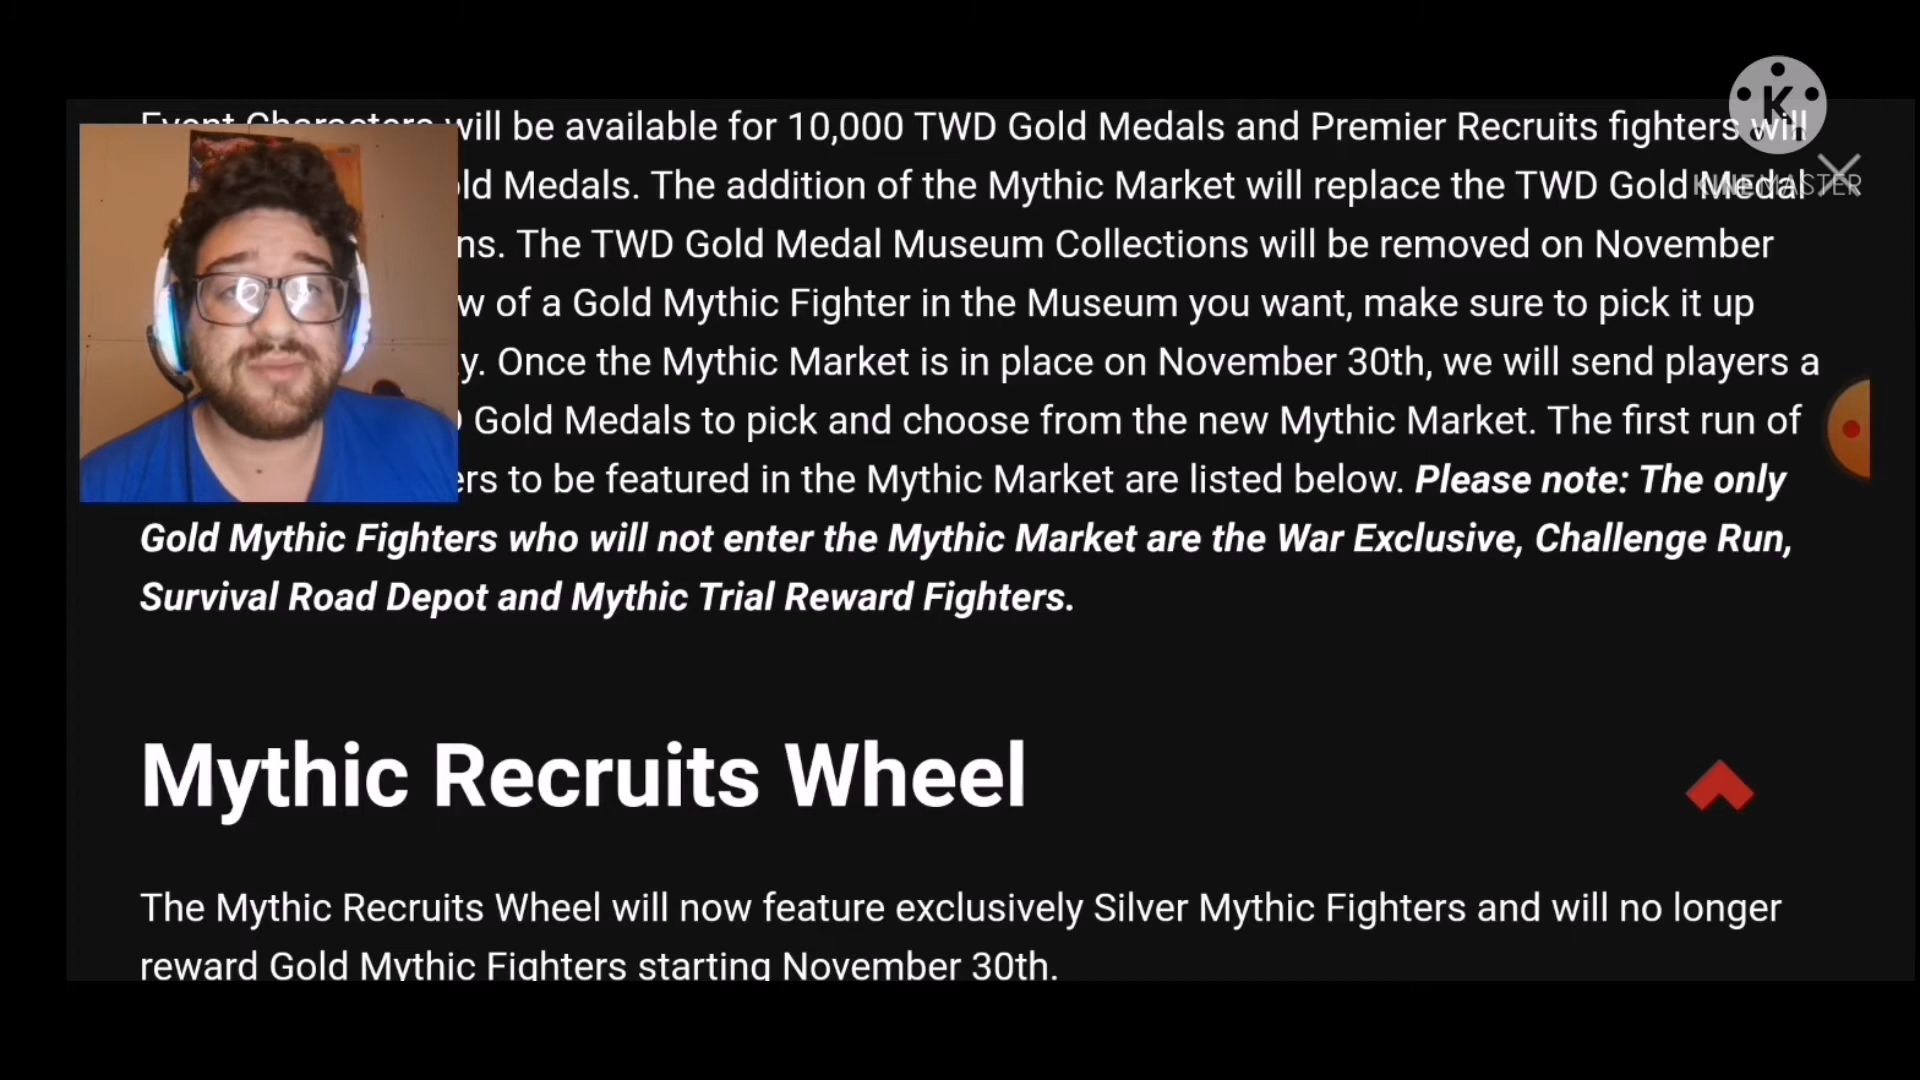 Event Characters will be available for 10,000 TWD Gold Medals and Premier Recruits fighters will
ld Medals. The addition of the Mythic Market will replace the TWD Gold Medal
ns. The TWD Gold Medal Museum Collections will be removed on November
w of a Gold Mythic Fighter in the Museum you want, make sure to pick it up
y. Once the Mythic Market is in place on November 30th, we will send players a
Gold Medals to pick and choose from the new Mythic Market. The first run of
ers to be featured in the Mythic Market are listed below. Please note: The only
Gold Mythic Fighters who will not enter the Mythic Market are the War Exclusive, Challenge Run,
Survival Road Depot and Mythic Trial Reward Fighters.
K
KINEMASTER
Mythic Recruits Wheel
The Mythic Recruits Wheel will now feature exclusively Silver Mythic Fighters and will no longer
reward Gold Mythic Fighters starting November 30th.